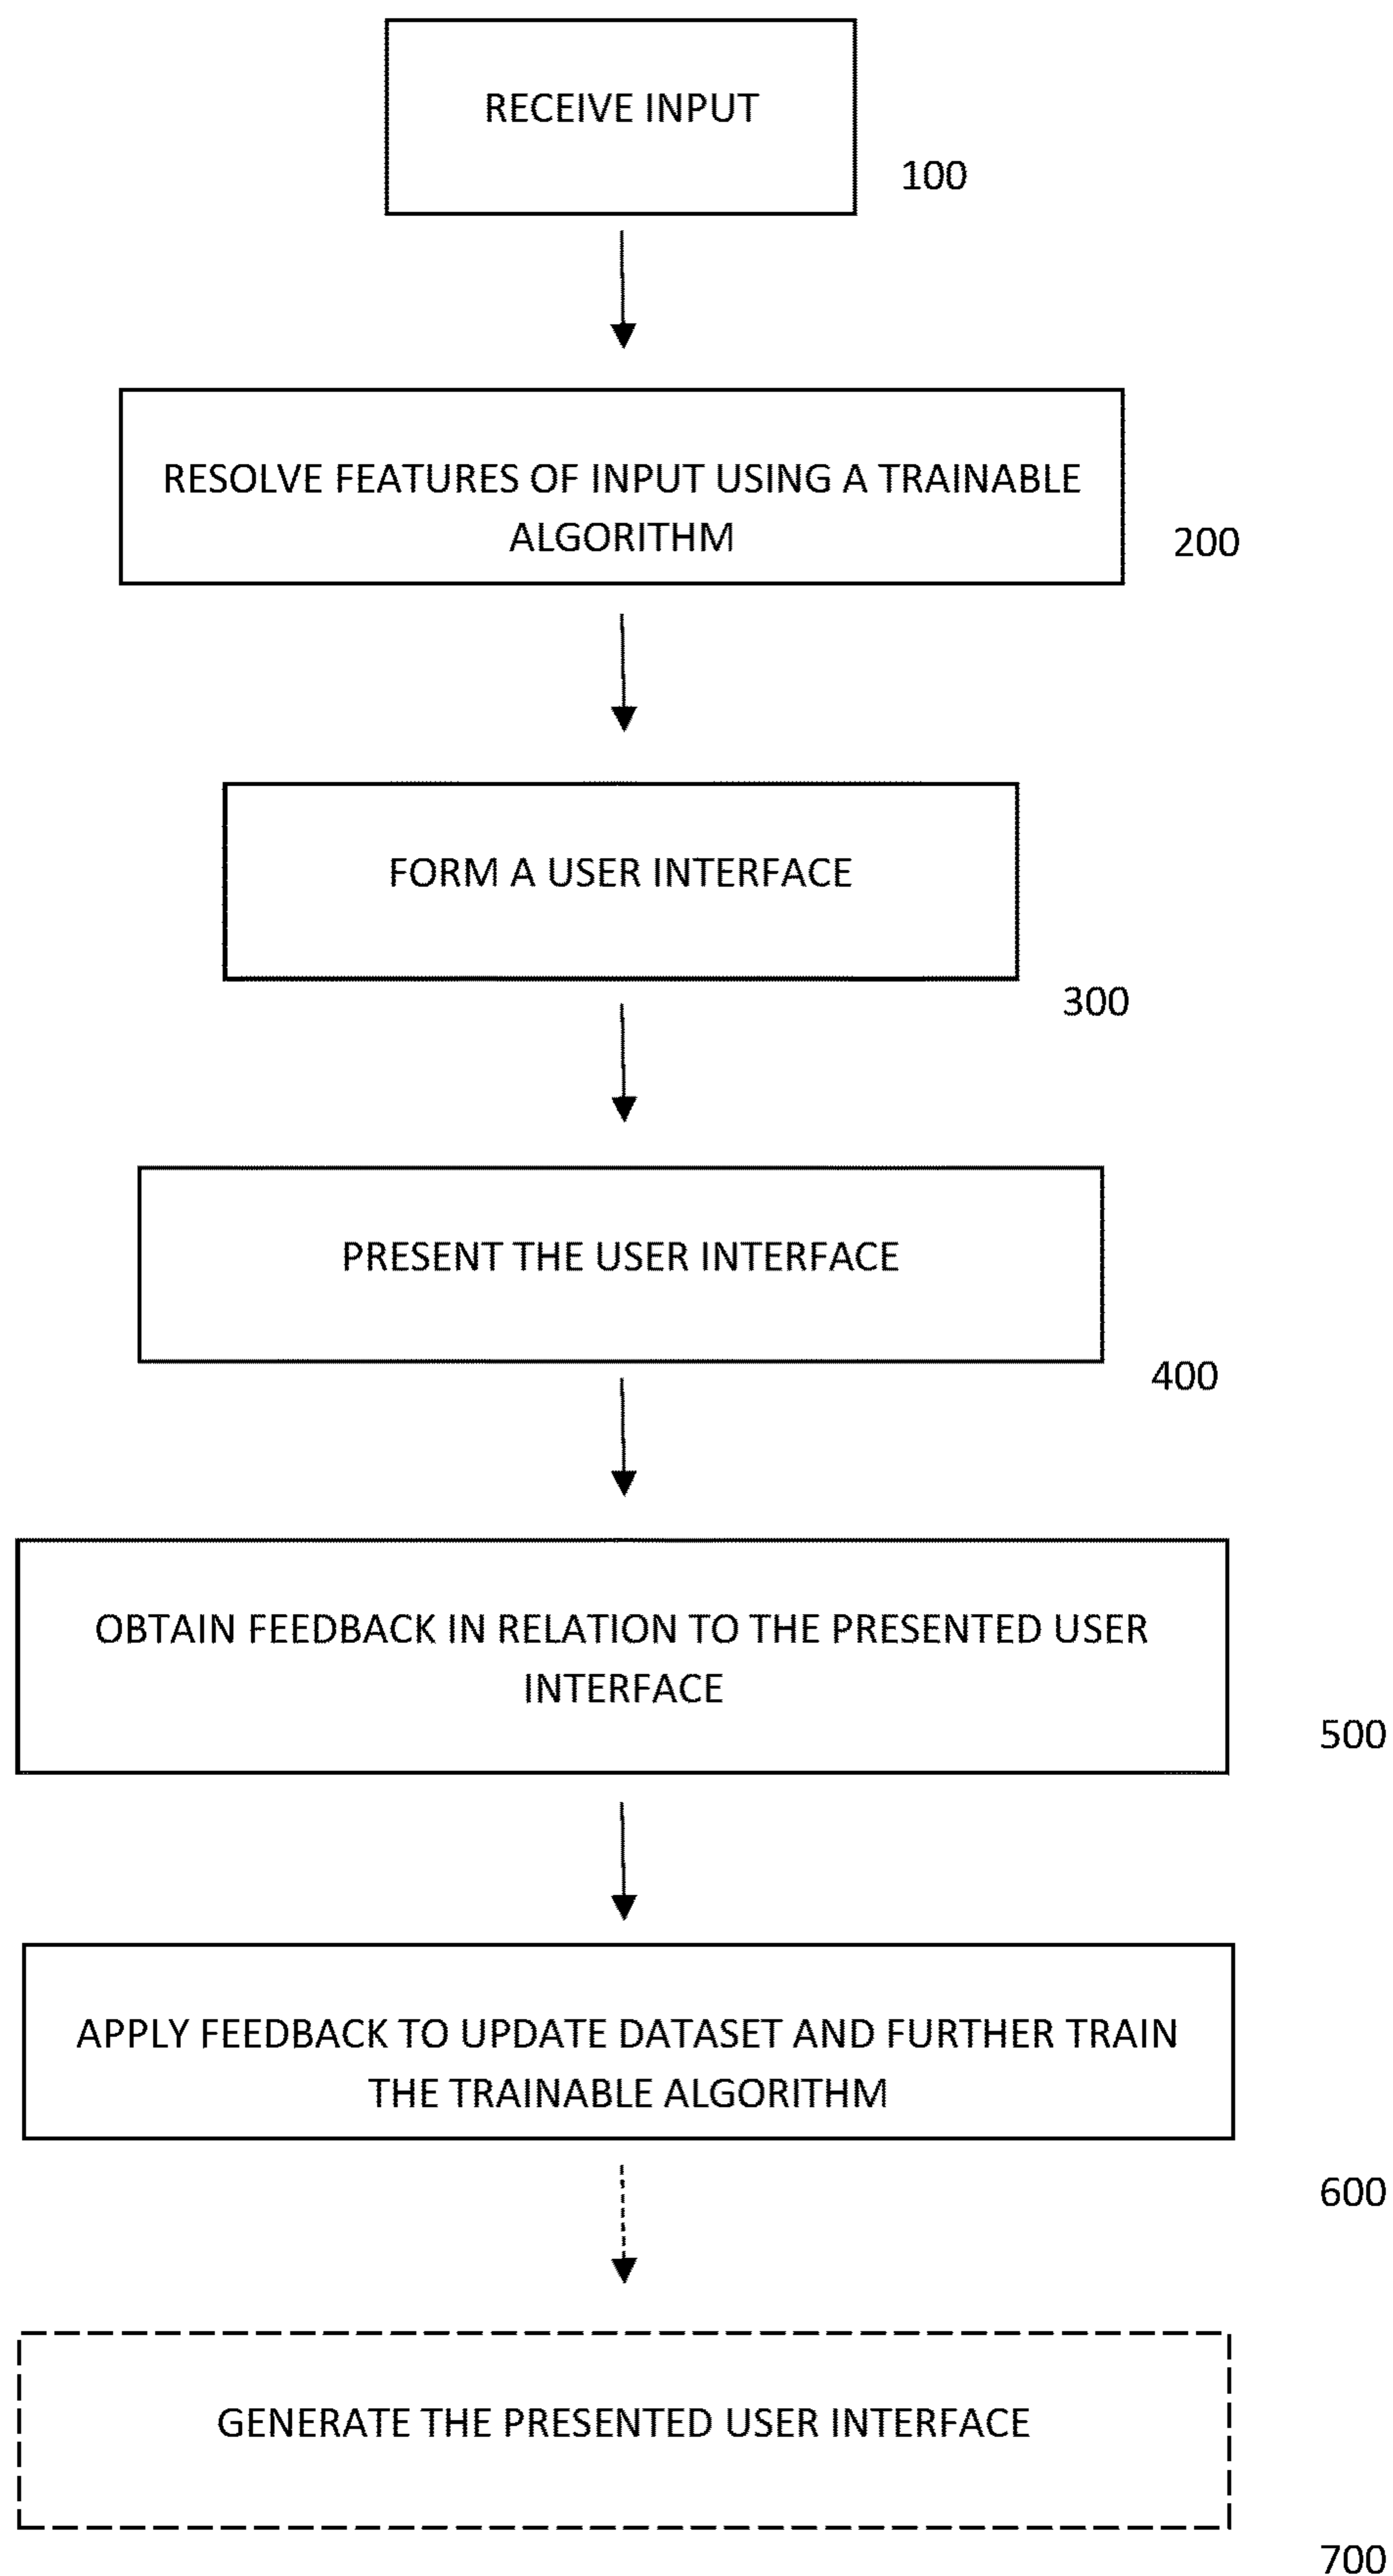 RECEIVE INPUT
100
RESOLVE FEATURES OF INPUT USING A TRAINABLE
ALGORITHM
200
FORM A USER INTERFACE
300
PRESENT THE USER INTERFACE
400
OBTAIN FEEDBACK IN RELATION TO THE PRESENTED USER
INTERFACE
500
APPLY FEEDBACK TO UPDATE DATASET AND FURTHER TRAIN
THE TRAINABLE ALGORITHM
600
GENERATE THE PRESENTED USER INTERFACE
700